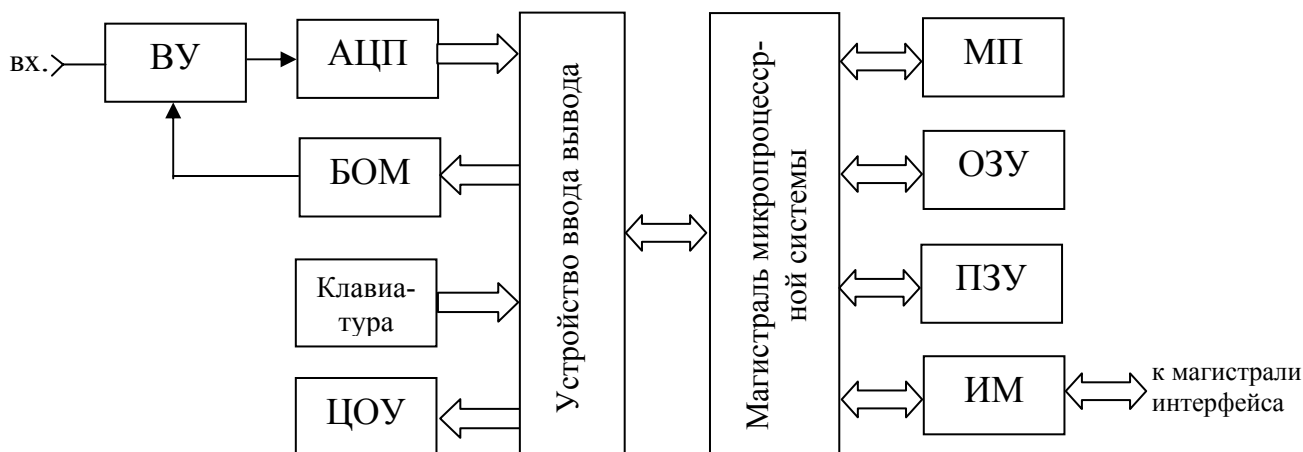 вх.
ВУ
АЦП
БОМ
Клавиа-
тура
ЦОУ
Устройство ввода вывода
Магистраль микропроцесср-
ной системы
МП
ОЗУ
ПЗУ
ИМ
к магистрали
интерфейса